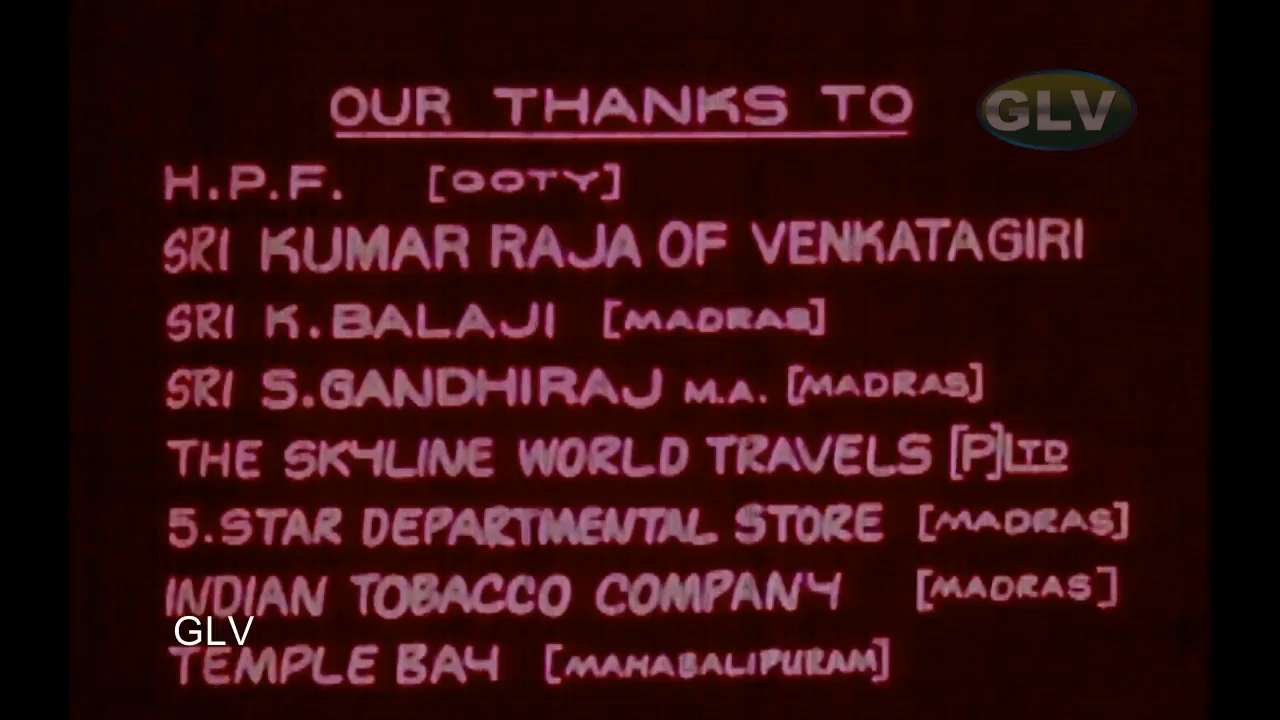 OUR THANKS TO
GLV
H.P.F. [OOTY]
SRI KUMAR RAJA OF VENKATAGIRI
SRI K. BALAJI [MADRAS]
SRI S. GANDHIRAJ M.A. [MADRAS]
THE SKYLINE WORLD TRAVELS [P] LTD
5. STAR DEPARTMENTAL STORE [MADRAS]
INDIAN TOBACCO COMPANY [MADRAS]
GLV
TEMPLE BAY [MAHABALIPURAM]